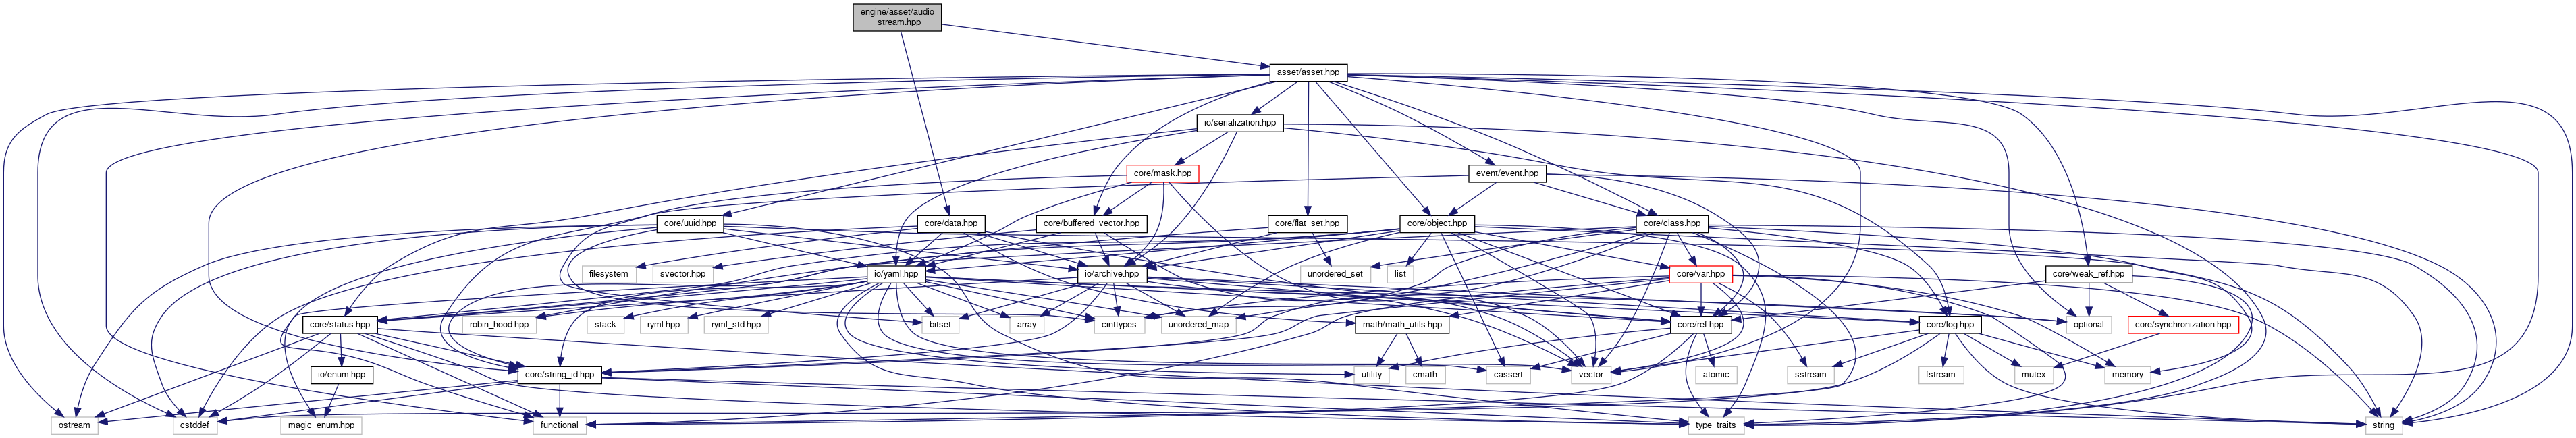 engine/asset/audio
_stream.hpp
asset/asset.hpp
io/serialization.hpp
core/mask.hpp
event/event.hpp
core/uuid.hpp
core/data.hpp
core/buffered_vector.hpp
core/flat_set.hpp
core/object.hpp
core/class.hpp
filesystem
svector.hpp
io/yaml.hpp
io/archive.hpp
unordered_set
list
core/var.hpp
core/weak_ref.hpp
core/status.hpp
robin_hood.hpp
stack
ryml.hpp
ryml_std.hpp
bitset
array
cinttypes
unordered_map
math/math_utils.hpp
core/ref.hpp
core/log.hpp
optional
core/synchronization.hpp
io/enum.hpp
core/string_id.hpp
utility
cmath
cassert
vector
atomic
sstream
fstream
mutex
memory
ostream
cstddef
magic_enum.hpp
functional
type_traits
string